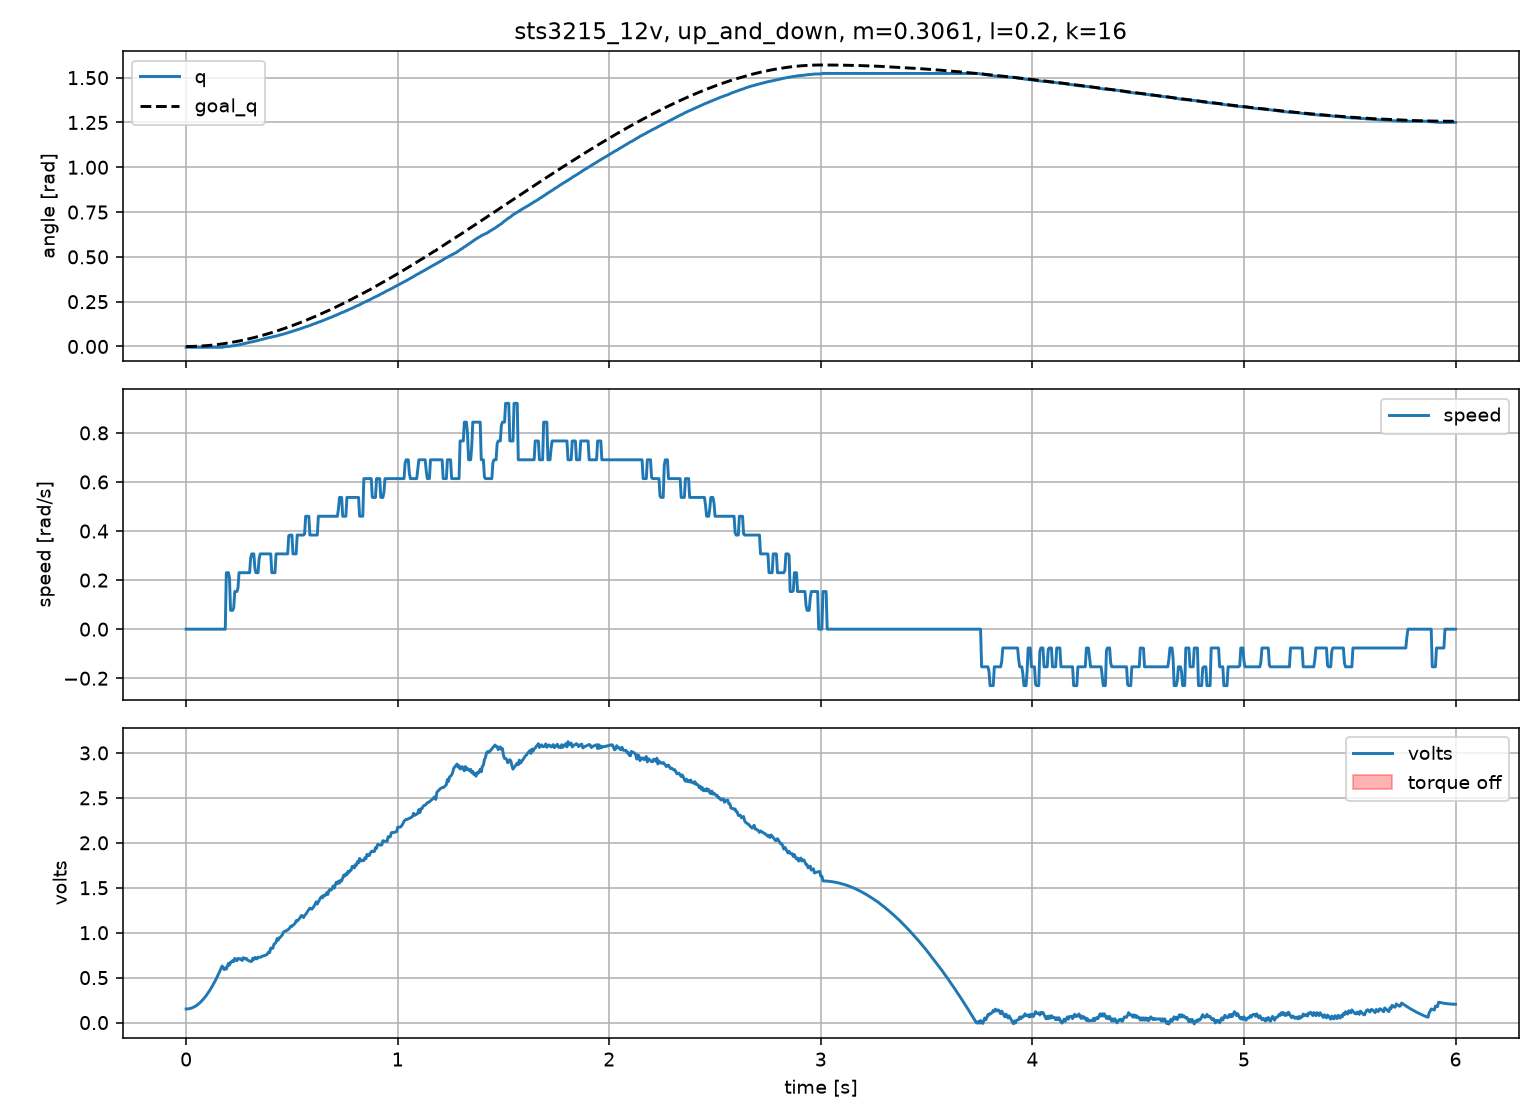 sts3215_12v, up_and_down, m=0.3061, l=0.2, k=16
q
goal_q
1.50
1.25
1.00
0.75
0.50
0.25
0.00
angle [rad]
speed
0.8
0.6
0.4
0.2
0.0
−0.2
speed [rad/s]
volts
torque off
3.0
2.5
2.0
1.5
1.0
0.5
0.0
volts
0 1 2 3 4 5 6
time [s]